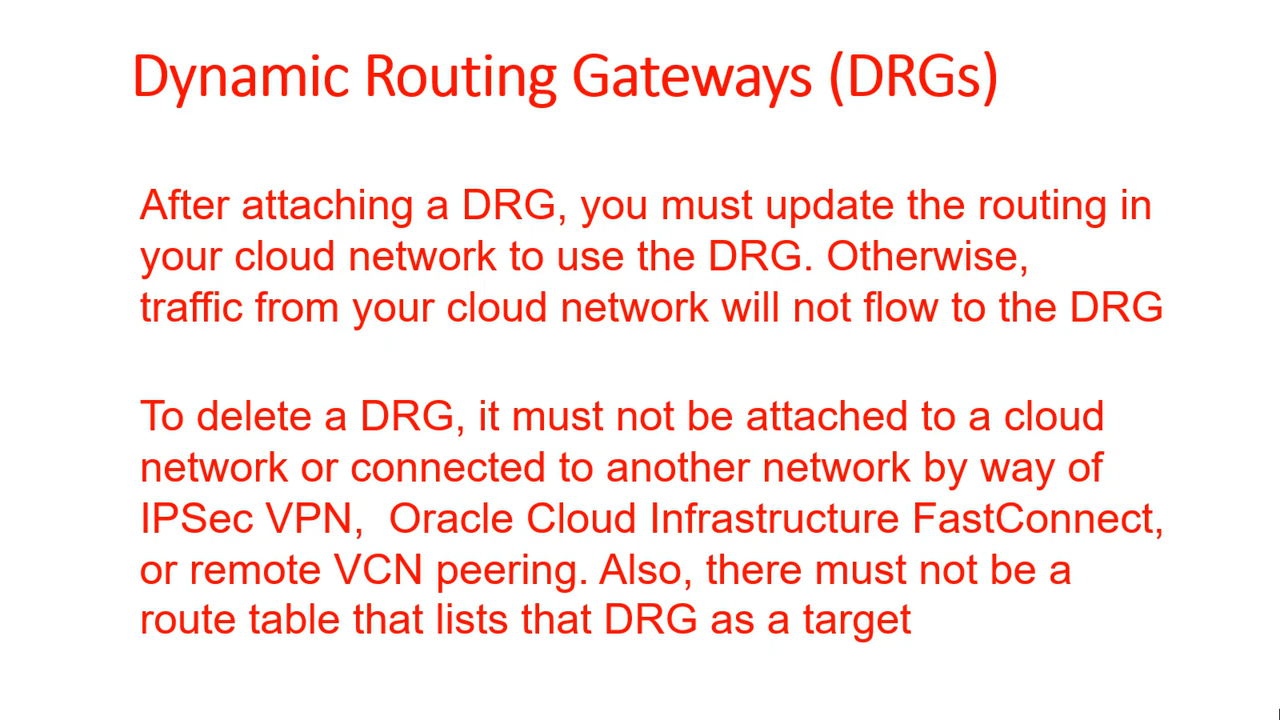 Dynamic Routing Gateways (DRGs)
After attaching a DRG, you must update the routing in
your cloud network to use the DRG. Otherwise,
traffic from your cloud network will not flow to the DRG
To delete a DRG, it must not be attached to a cloud
network or connected to another network by way of
IPSec VPN,  Oracle Cloud Infrastructure FastConnect,
or remote VCN peering. Also, there must not be a
route table that lists that DRG as a target